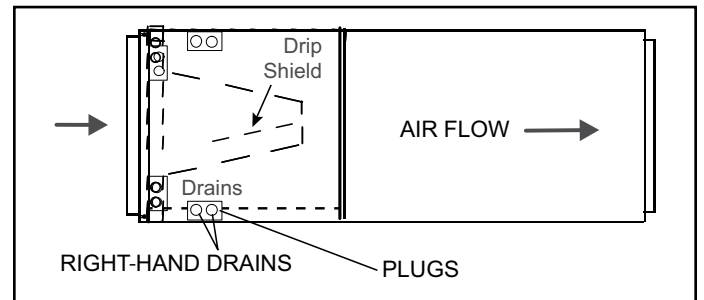 Drip
Shield
AIR FLOW
Drains
RIGHT-HAND DRAINS
PLUGS